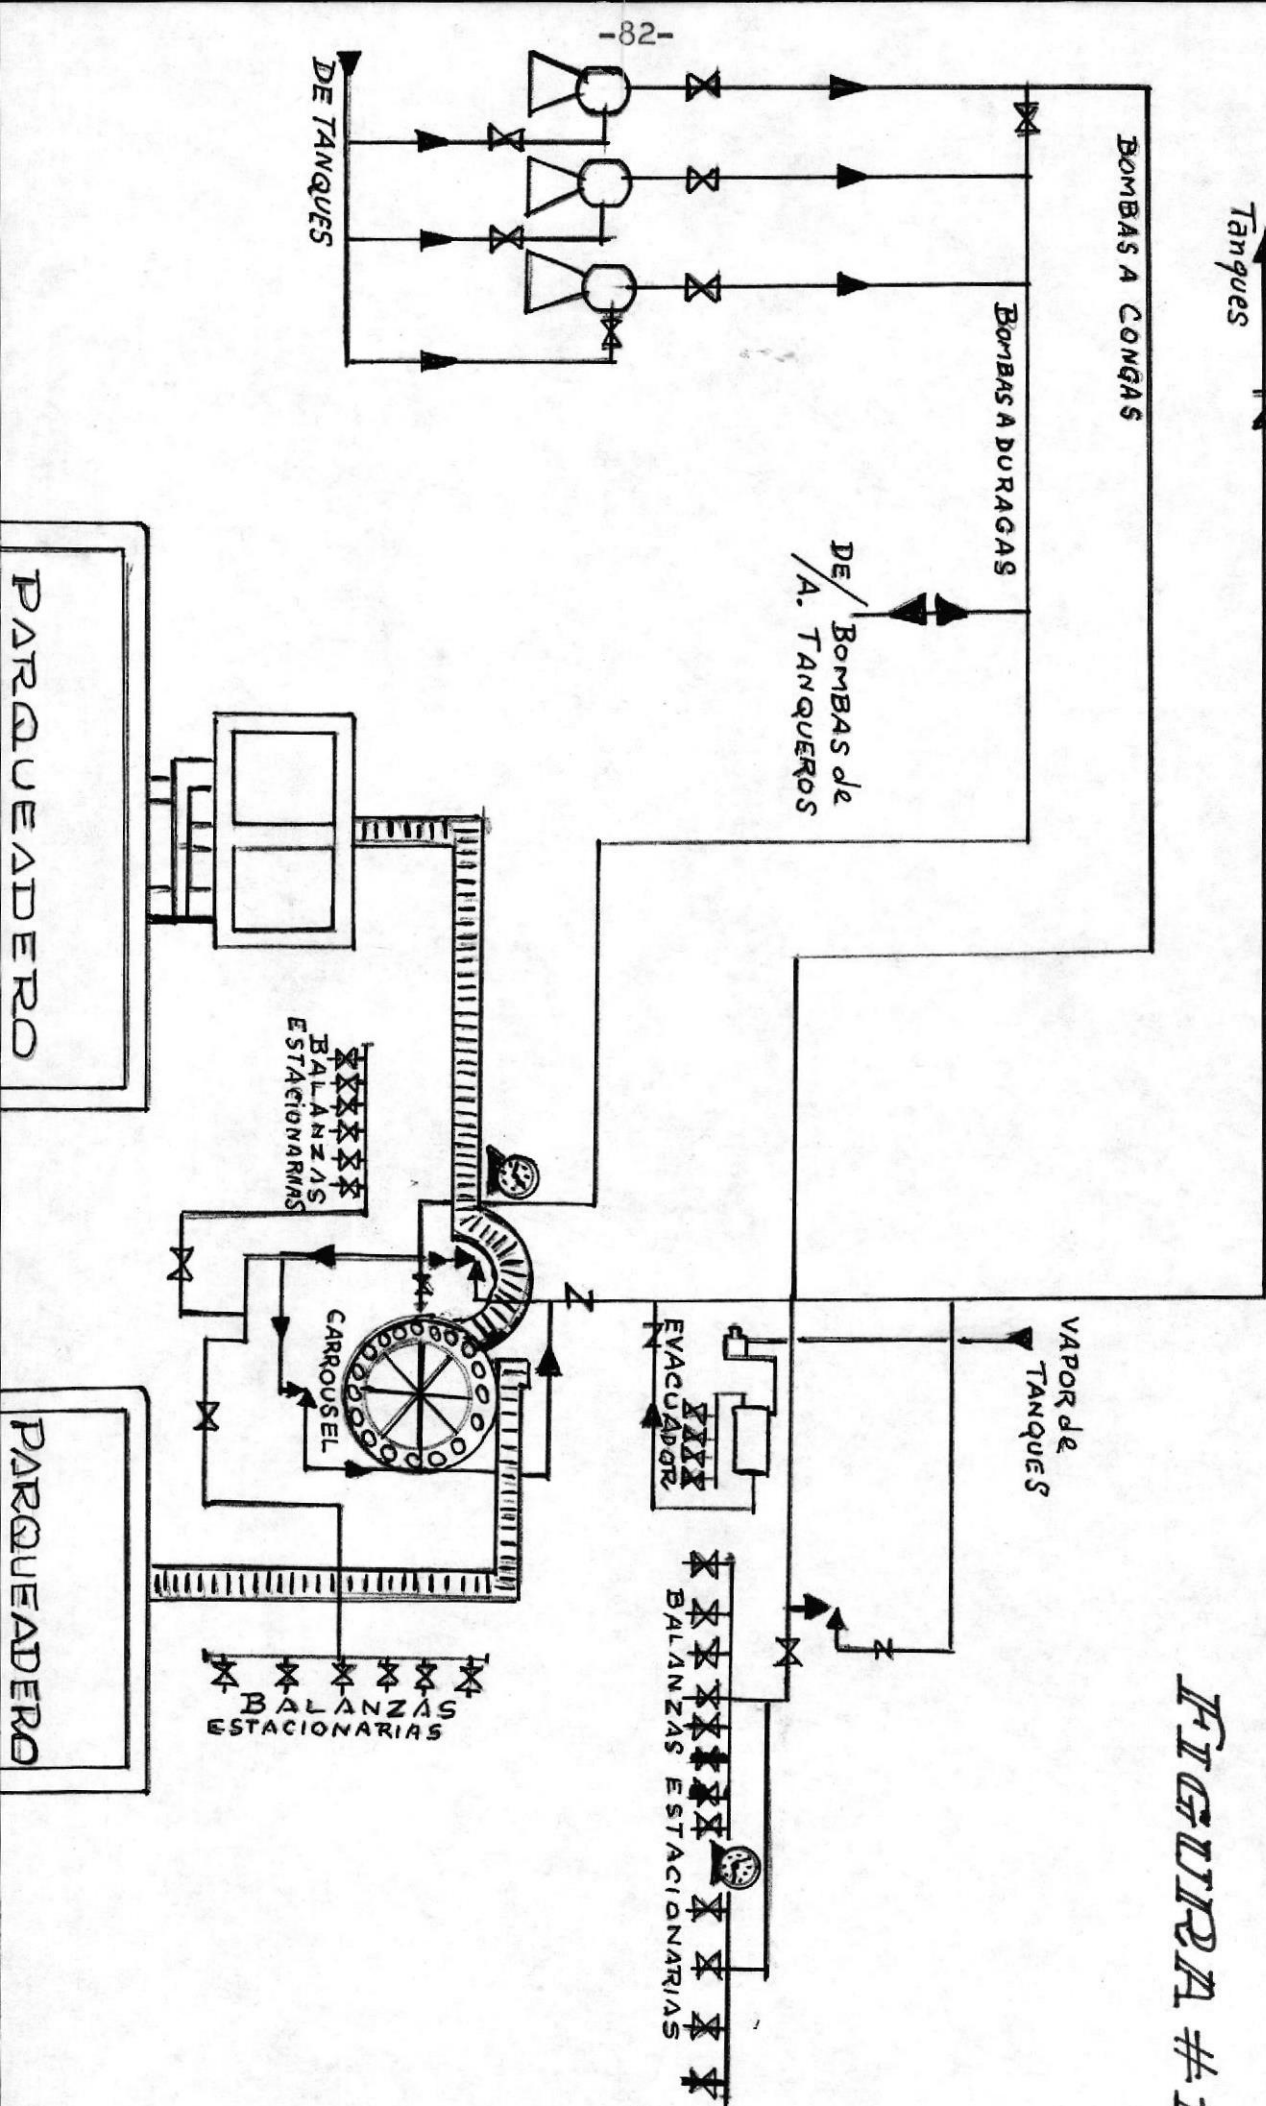 -82-
Tanques
BOMBAS A CONGAS
BOMBAS A DURAGAS
DE TANQUES
DE/ BOMBAS de
/A. TANQUEROS
PARQUEADERO
BALANZAS
ESTACIONARIAS
CARROUSEL
EVACUADOR
VAPOR de
TANQUES
BALANZAS ESTACIONARIAS
BALANZAS
ESTACIONARIAS
PARQUEADERO
FIGURA #